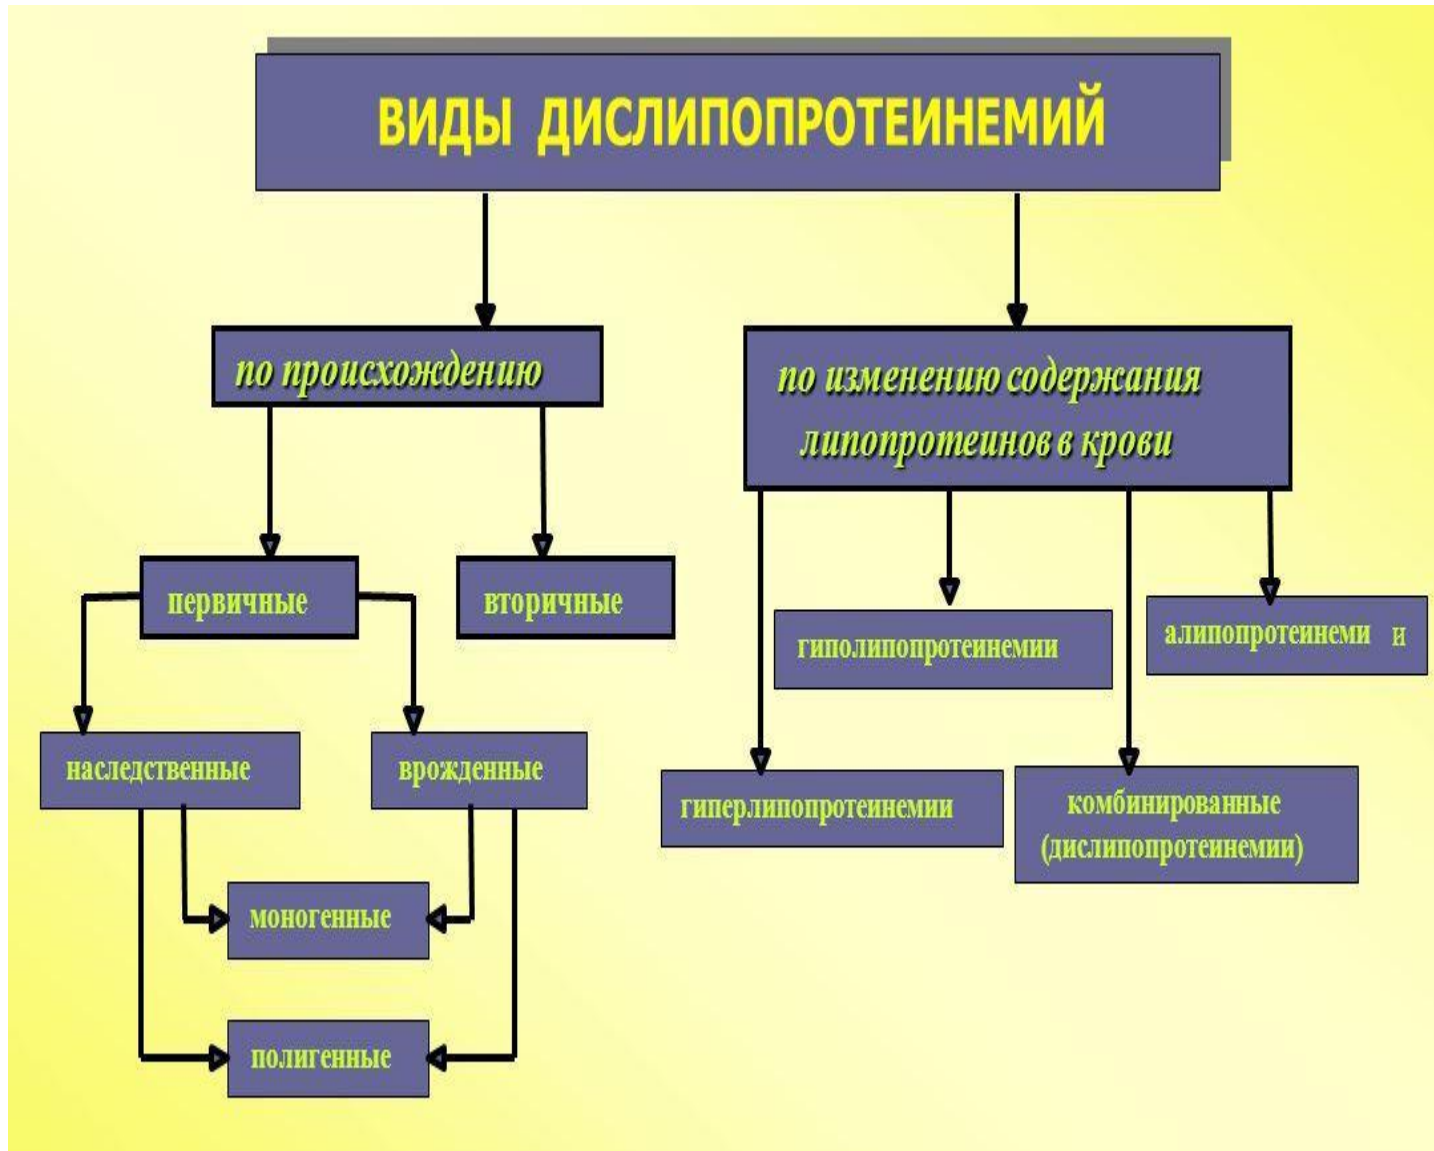 ВИДЫ ДИСЛИПОПРОТЕИНЕМИЙ
по происхождению
по изменению содержания
липопротеинов в крови
первичные
вторичные
гиполипопротеинемии
алипопротеинеми и
наследственные
врожденные
гиперлипопротеинемии
комбинированные
(дислипопротеинемии)
моногенные
полигенные